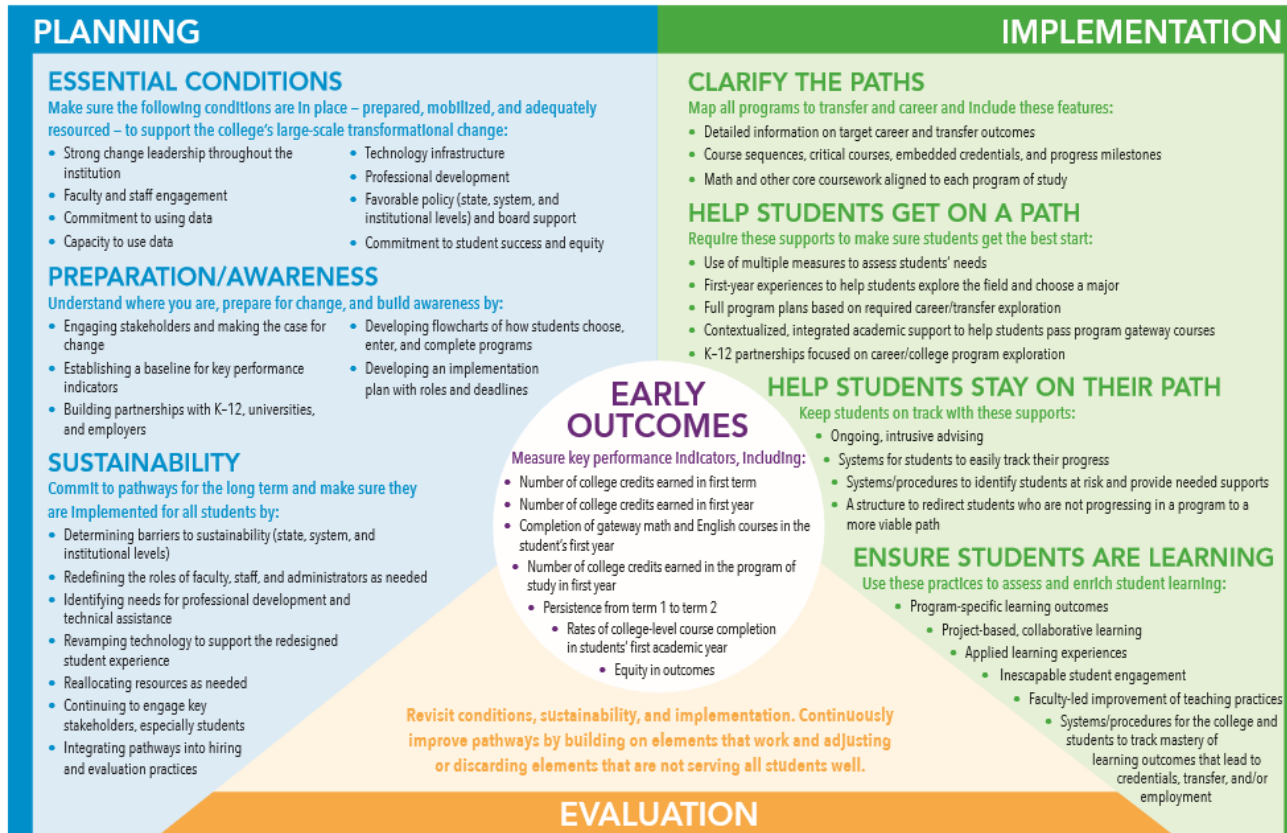 PLANNING
ESSENTIAL CONDITIONS
Make sure the following conditions are in place – prepared, mobilized, and adequately
resourced – to support the college's large-scale transformational change:
• Strong change leadership throughout the
institution
• Faculty and staff engagement
• Commitment to using data
• Capacity to use data
• Technology infrastructure
• Professional development
• Favorable policy (state, system, and
institutional levels) and board support
• Commitment to student success and equity
PREPARATION/AWARENESS
Understand where you are, prepare for change, and build awareness by:
• Engaging stakeholders and making the case for
change
• Establishing a baseline for key performance
indicators
• Building partnerships with K–12, universities,
and employers
• Developing flowcharts of how students choose,
enter, and complete programs
• Developing an implementation
plan with roles and deadlines
SUSTAINABILITY
Commit to pathways for the long term and make sure they
are implemented for all students by:
• Determining barriers to sustainability (state, system, and
institutional levels)
• Redefining the roles of faculty, staff, and administrators as needed
• Identifying needs for professional development and
technical assistance
• Revamping technology to support the redesigned
student experience
• Reallocating resources as needed
• Continuing to engage key
stakeholders, especially students
• Integrating pathways into hiring
and evaluation practices
EARLY
OUTCOMES
Measure key performance indicators, including:
• Number of college credits earned in first term
• Number of college credits earned in first year
• Completion of gateway math and English courses in the
student's first year
• Number of college credits earned in the program of
study in first year
• Persistence from term 1 to term 2
• Rates of college-level course completion
in students' first academic year
• Equity in outcomes
IMPLEMENTATION
CLARIFY THE PATHS
Map all programs to transfer and career and include these features:
• Detailed information on target career and transfer outcomes
• Course sequences, critical courses, embedded credentials, and progress milestones
• Math and other core coursework aligned to each program of study
HELP STUDENTS GET ON A PATH
Require these supports to make sure students get the best start:
• Use of multiple measures to assess students' needs
• First-year experiences to help students explore the field and choose a major
• Full program plans based on required career/transfer exploration
• Contextualized, integrated academic support to help students pass program gateway courses
• K–12 partnerships focused on career/college program exploration
HELP STUDENTS STAY ON THEIR PATH
Keep students on track with these supports:
• Ongoing, intrusive advising
• Systems for students to easily track their progress
• Systems/procedures to identify students at risk and provide needed supports
• A structure to redirect students who are not progressing in a program to a
more viable path
ENSURE STUDENTS ARE LEARNING
Use these practices to assess and enrich student learning:
• Program-specific learning outcomes
• Project-based, collaborative learning
• Applied learning experiences
• Inescapable student engagement
• Faculty-led improvement of teaching practices
• Systems/procedures for the college and
students to track mastery of
learning outcomes that lead to
credentials, transfer, and/or
employment
Revisit conditions, sustainability, and implementation. Continuously
improve pathways by building on elements that work and adjusting
or discarding elements that are not serving all students well.
EVALUATION